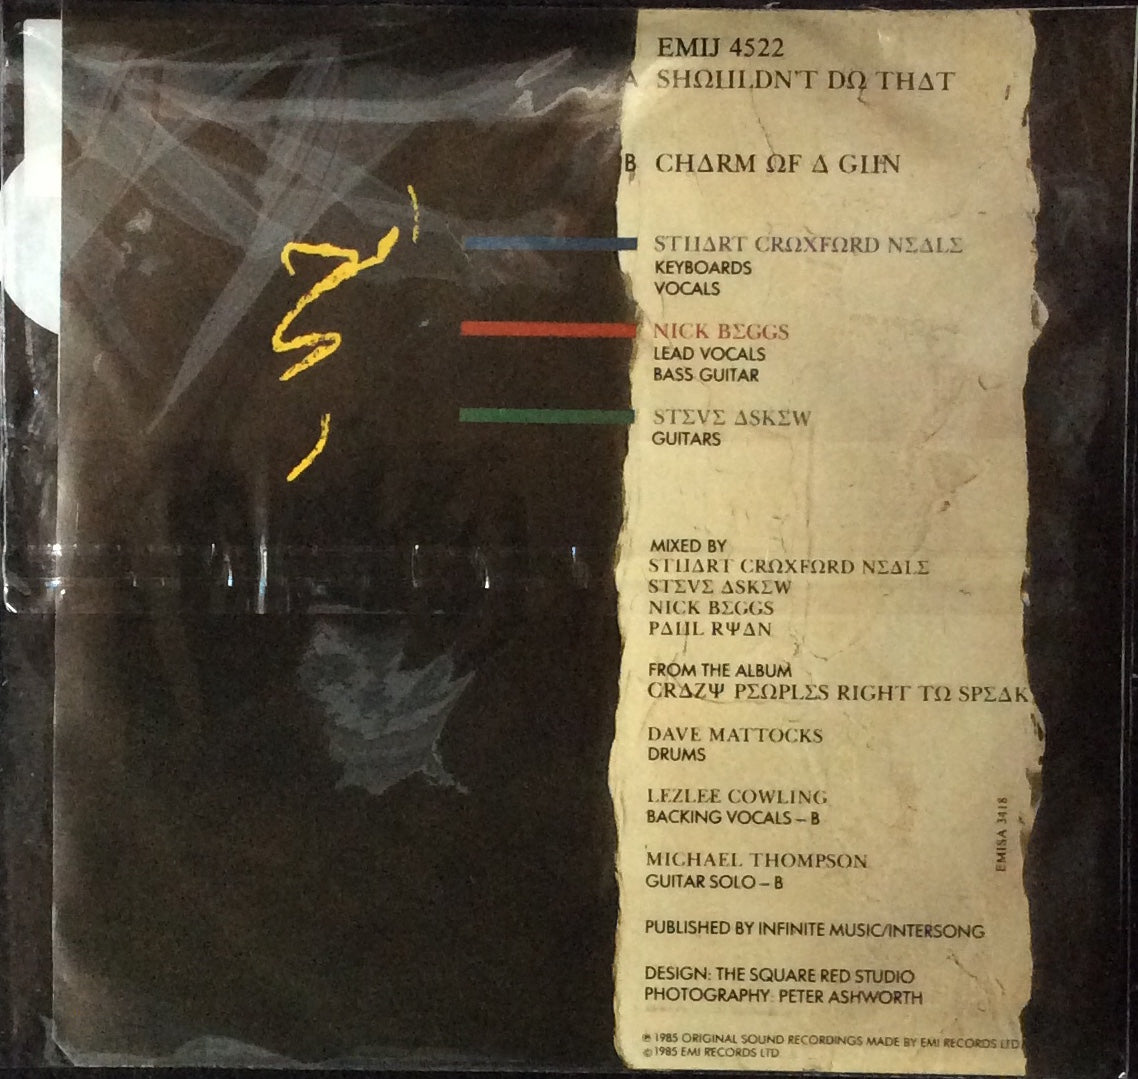 EMIJ 4522
A SHΩUILDN'T DΩ THΔT
B CHΔRM ΩF Δ GUN
STUΔRT CRΩXFΩRD NΣΔLΣ
KEYBOARDS
VOCALS
NICK BΣGGS
LEAD VOCALS
BASS GUITAR
STΣVΣ ΔSKΣW
GUITARS
MIXED BY
STUΔRT CRΩXFΩRD NΣΔLΣ
STΣVΣ ΔSKΣW
NICK BΣGGS
PΔUL RΨΔN
FROM THE ALBUM
CRΔZΨ PΣΩPLΣS RIGHT TΩ SPΣΔK
DAVE MATTOCKS
DRUMS
LEZLEE COWLING
BACKING VOCALS – B
MICHAEL THOMPSON
GUITAR SOLO – B
EMISA 3418
PUBLISHED BY INFINITE MUSIC/INTERSONG
DESIGN: THE SQUARE RED STUDIO
PHOTOGRAPHY: PETER ASHWORTH
℗ 1985 ORIGINAL SOUND RECORDINGS MADE BY EMI RECORDS LTD
© 1985 EMI RECORDS LTD